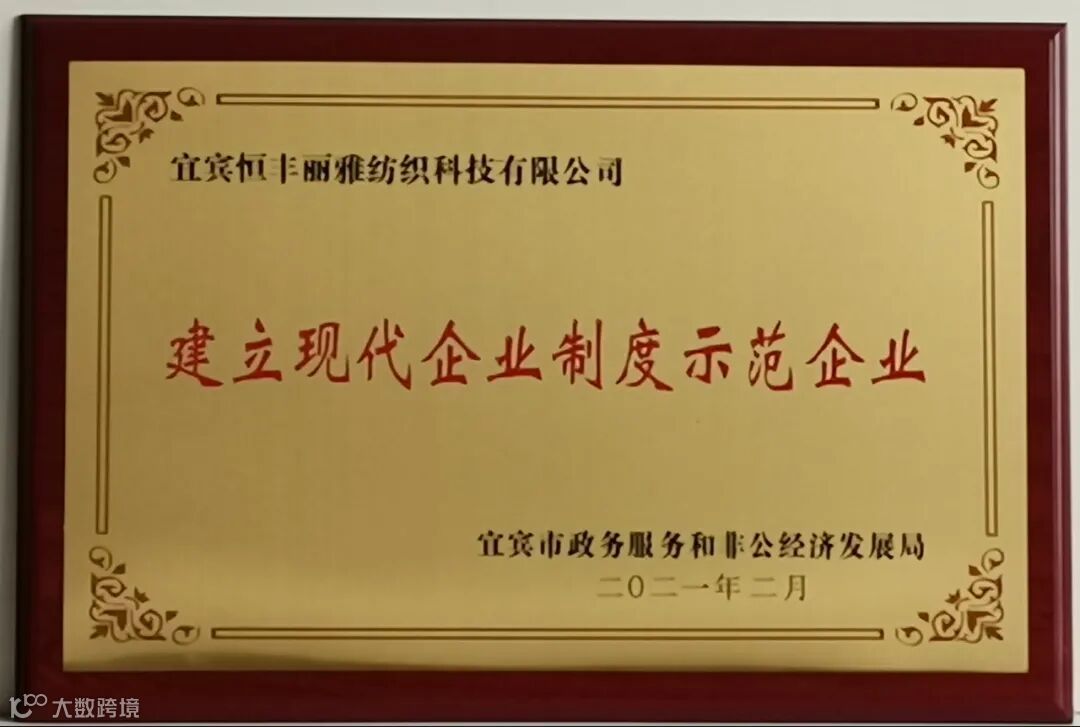 宜宾恒丰丽雅纺织科技有限公司
建立现代企业制度示范企业
宜宾市政务服务和非公经济发展局
二〇二一年二月
大数跨境